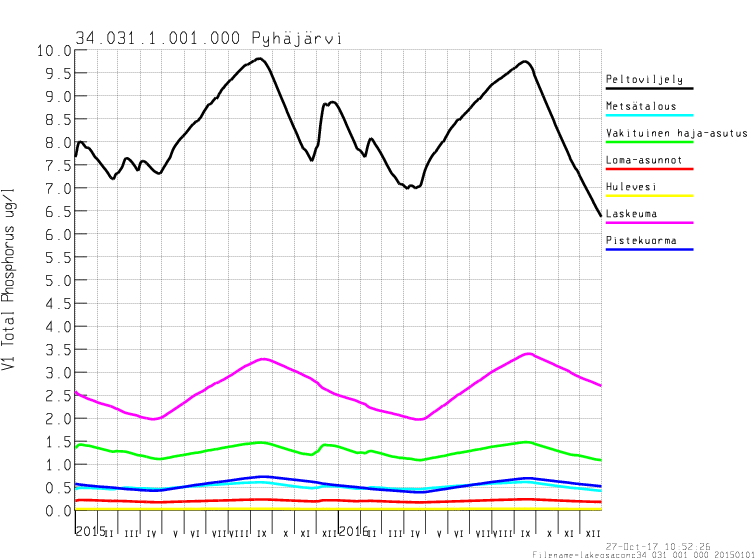 34.031.1.001.000 Pyhäjärvi
10.0
9.5
9.0
8.5
8.0
7.5
7.0
6.5
6.0
5.5
5.0
4.5
4.0
3.5
3.0
2.5
2.0
1.5
1.0
0.5
0.0
V1 Total Phosphorus ug/l
2015 II III IV V VI VII VIII IX X XI XII 2016 II III IV V VI VII VIII IX X XI XII
Peltoviljely
Metsätalous
Vakituinen haja-asutus
Loma-asunnot
Hulevesi
Laskeuma
Pistekuorma
27-Oct-17 10:52:26